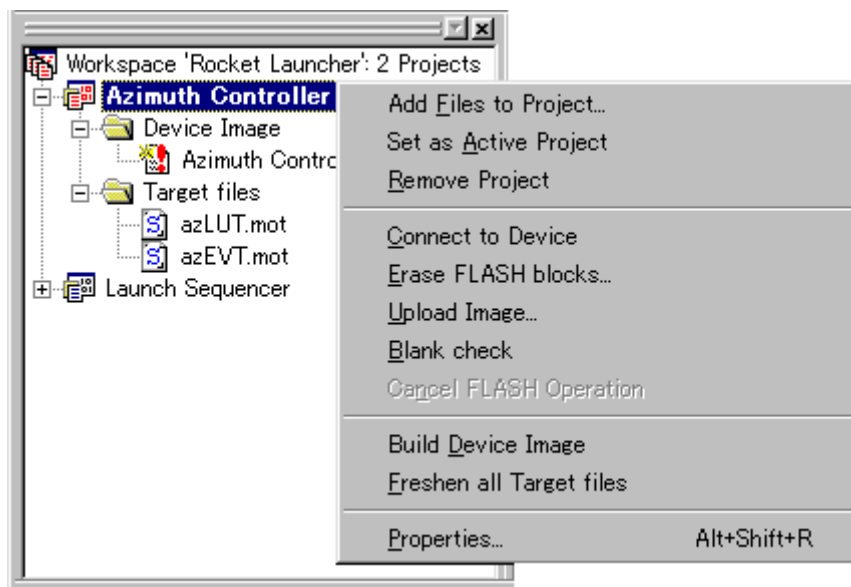 Workspace 'Rocket Launcher': 2 Projects
Azimuth Controller
Device Image
Azimuth Contro
Target files
azLUT.mot
azEVT.mot
Launch Sequencer
Add Files to Project...
Set as Active Project
Remove Project
Connect to Device
Erase FLASH blocks...
Upload Image...
Blank check
Cancel FLASH Operation
Build Device Image
Freshen all Target files
Properties... Alt+Shift+R